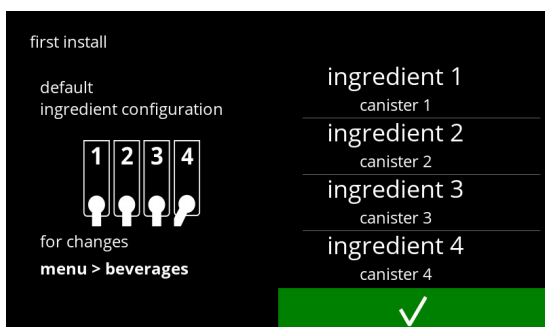 first install
default
ingredient configuration
1 2 3 4
for changes
menu > beverages
ingredient 1
canister 1
ingredient 2
canister 2
ingredient 3
canister 3
ingredient 4
canister 4